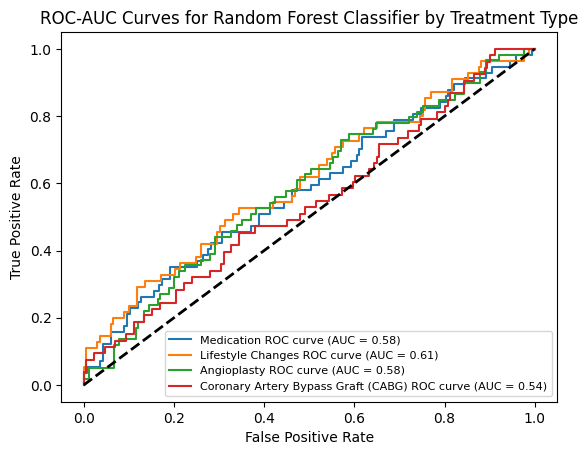 ROC-AUC Curves for Random Forest Classifier by Treatment Type
True Positive Rate
1.0
0.8
0.6
0.4
0.2
0.0
Medication ROC curve (AUC = 0.58)
Lifestyle Changes ROC curve (AUC = 0.61)
Angioplasty ROC curve (AUC = 0.58)
Coronary Artery Bypass Graft (CABG) ROC curve (AUC = 0.54)
0.0 0.2 0.4 0.6 0.8 1.0
False Positive Rate